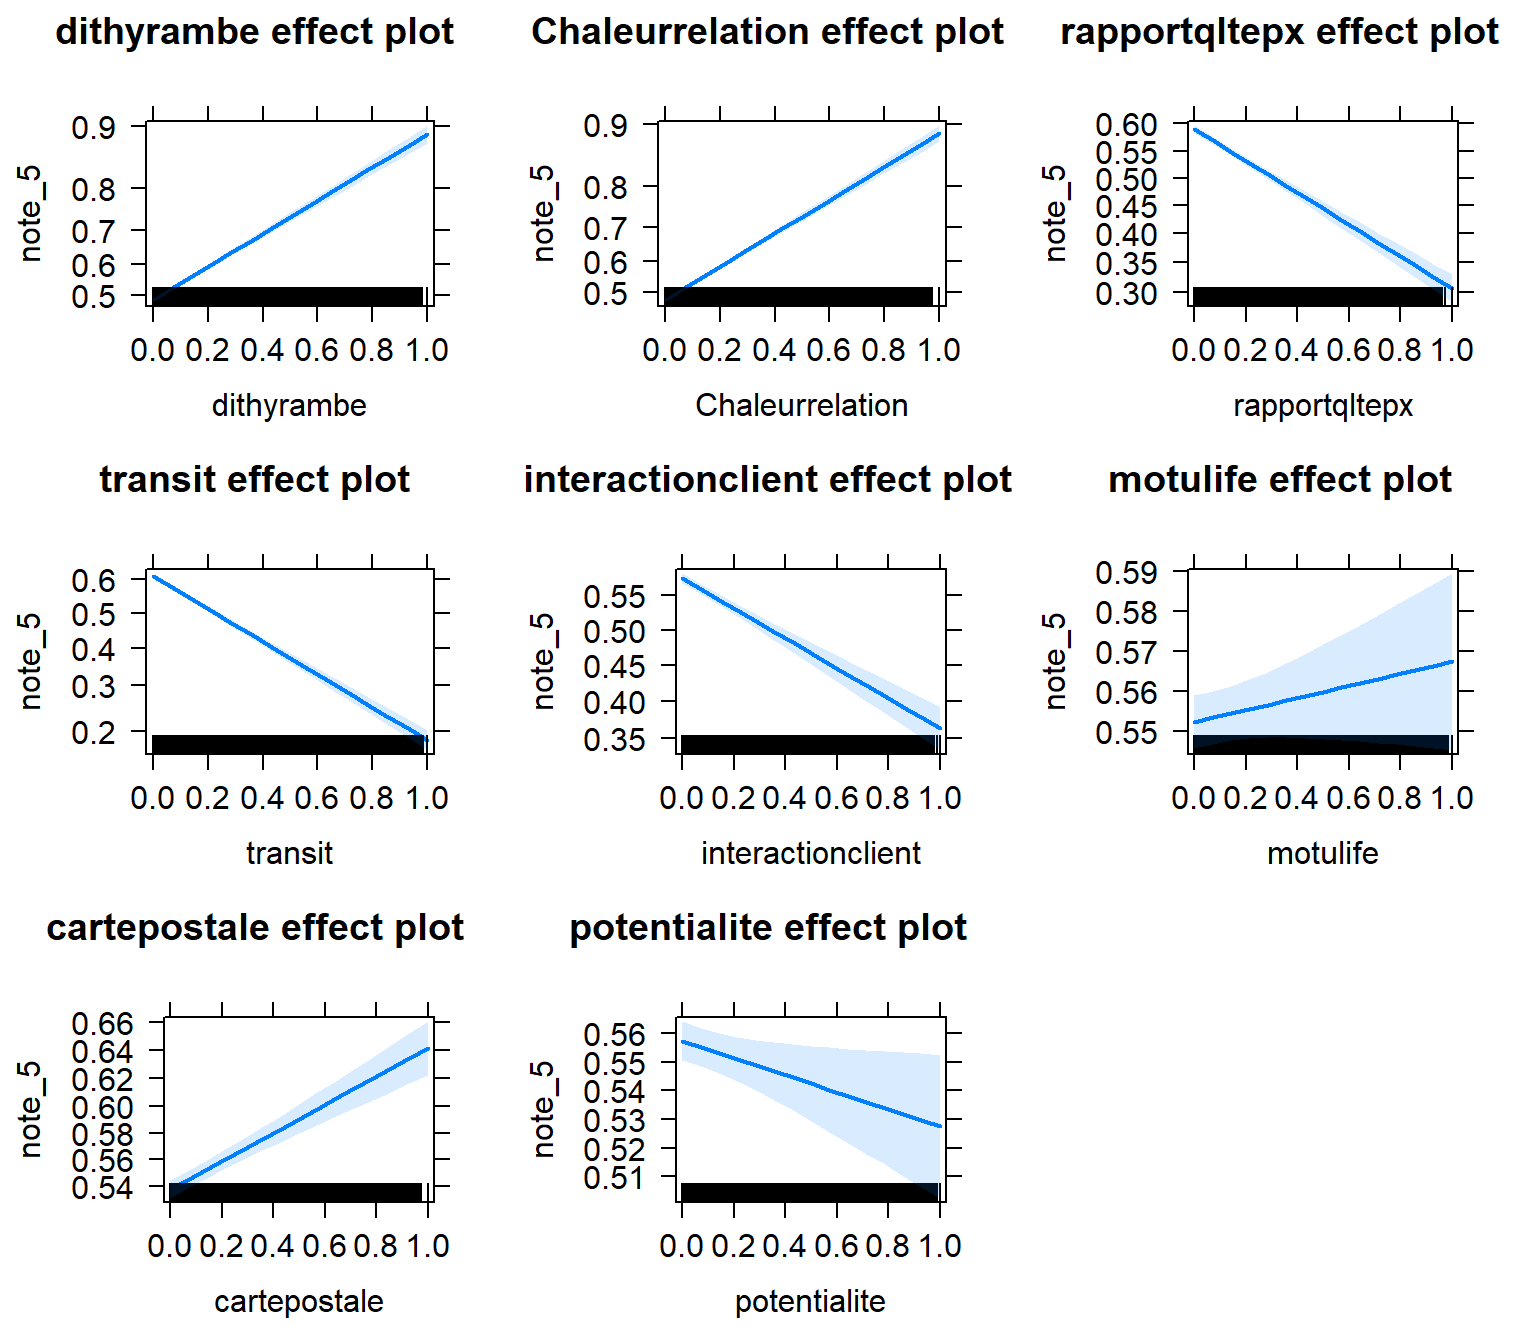 dithyrambe effect plot
note_5
0.9
0.8
0.7
0.6
0.5
0.0 0.2 0.4 0.6 0.8 1.0
dithyrambe
Chaleurrelation effect plot
note_5
0.9
0.8
0.7
0.6
0.5
0.0 0.2 0.4 0.6 0.8 1.0
Chaleurrelation
rapportqltepx effect plot
note_5
0.60
0.55
0.50
0.45
0.40
0.35
0.30
0.0 0.2 0.4 0.6 0.8 1.0
rapportqltepx
transit effect plot
note_5
0.6
0.5
0.4
0.3
0.2
0.0 0.2 0.4 0.6 0.8 1.0
transit
interactionclient effect plot
note_5
0.55
0.50
0.45
0.40
0.35
0.0 0.2 0.4 0.6 0.8 1.0
interactionclient
motulife effect plot
note_5
0.59
0.58
0.57
0.56
0.55
0.0 0.2 0.4 0.6 0.8 1.0
motulife
cartepostale effect plot
note_5
0.66
0.64
0.62
0.60
0.58
0.56
0.54
0.0 0.2 0.4 0.6 0.8 1.0
cartepostale
potentialite effect plot
note_5
0.56
0.55
0.54
0.53
0.52
0.51
0.0 0.2 0.4 0.6 0.8 1.0
potentialite